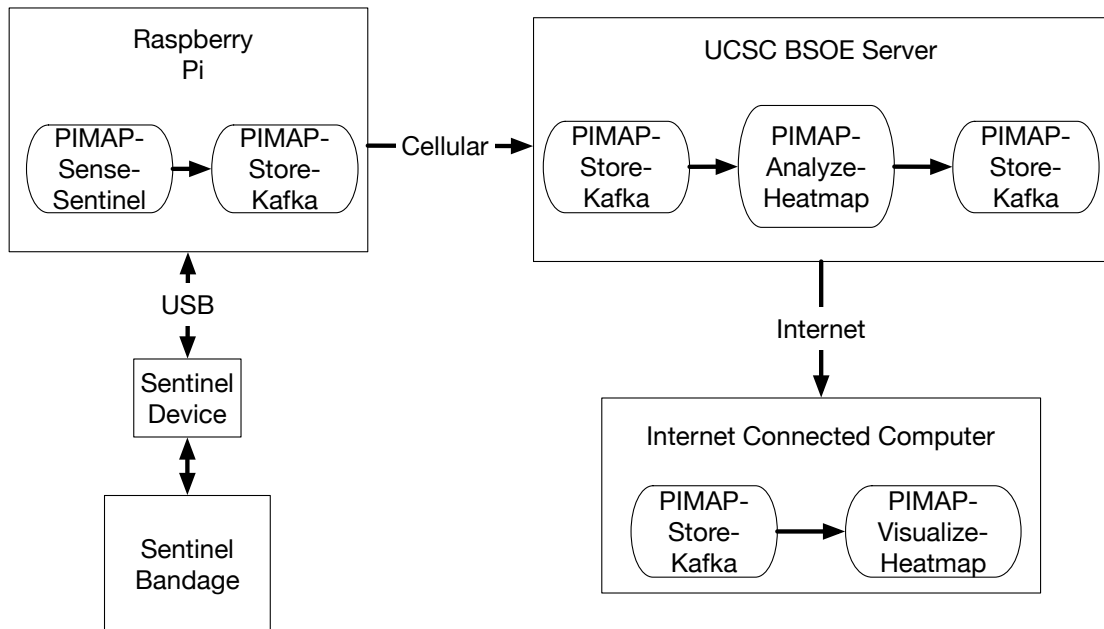 Raspberry
Pi
PIMAP-
Sense-
Sentinel
PIMAP-
Store-
Kafka
Cellular
UCSC BSOE Server
PIMAP-
Store-
Kafka
PIMAP-
Analyze-
Heatmap
PIMAP-
Store-
Kafka
USB
Sentinel
Device
Sentinel
Bandage
Internet
Internet Connected Computer
PIMAP-
Store-
Kafka
PIMAP-
Visualize-
Heatmap